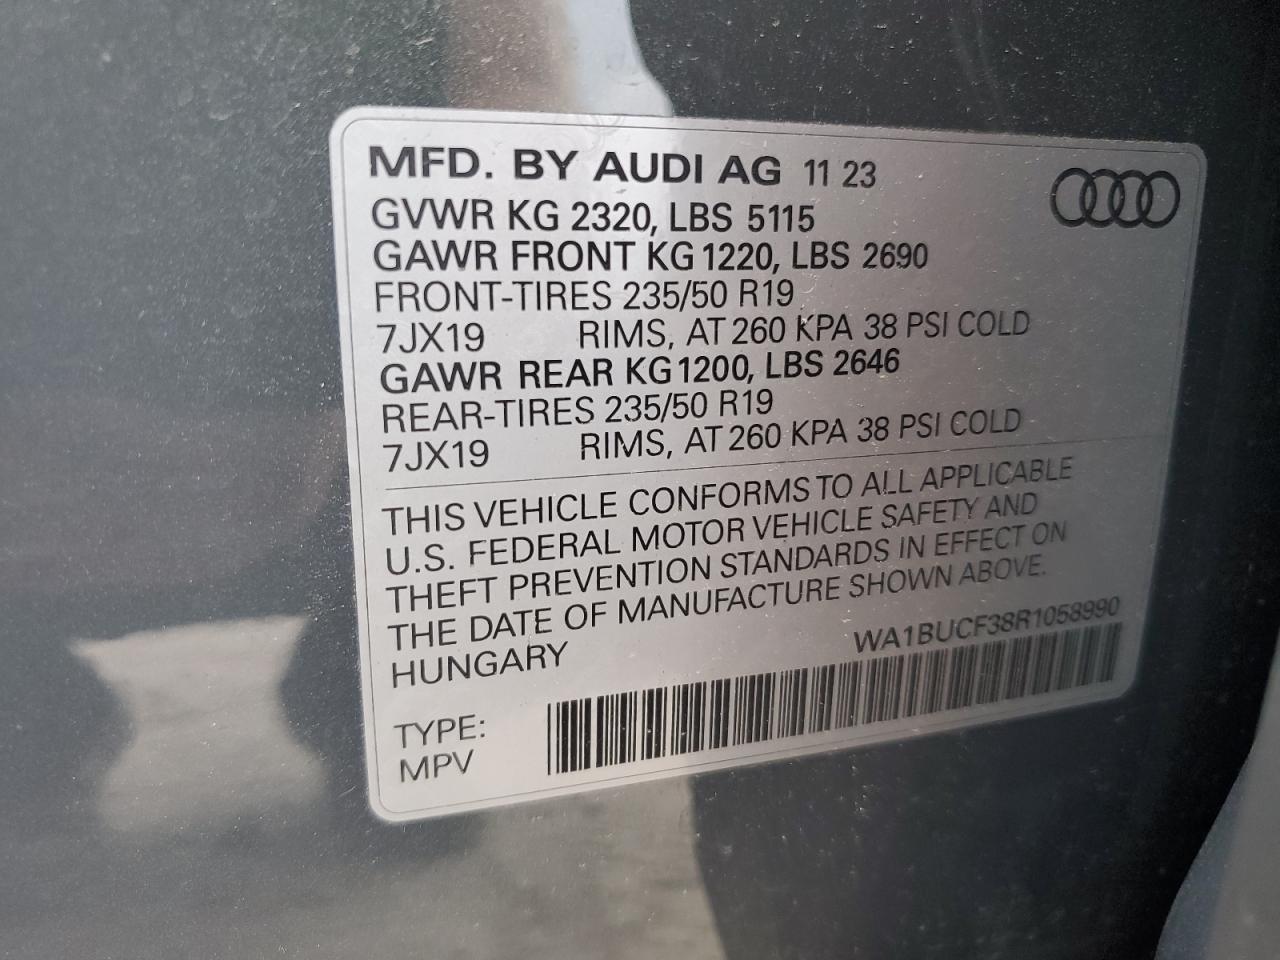 MFD. BY AUDI AG 11 23
GVWR KG 2320, LBS 5115
GAWR FRONT KG 1220, LBS 2690
FRONT-TIRES 235/50 R19
7JX19 RIMS, AT 260 KPA 38 PSI COLD
GAWR REAR KG 1200, LBS 2646
REAR-TIRES 235/50 R19
7JX19 RIMS, AT 260 KPA 38 PSI COLD
THIS VEHICLE CONFORMS TO ALL APPLICABLE
U.S. FEDERAL MOTOR VEHICLE SAFETY AND
THEFT PREVENTION STANDARDS IN EFFECT ON
THE DATE OF MANUFACTURE SHOWN ABOVE.
HUNGARY
WA1BUCF38R1058990
TYPE:
MPV